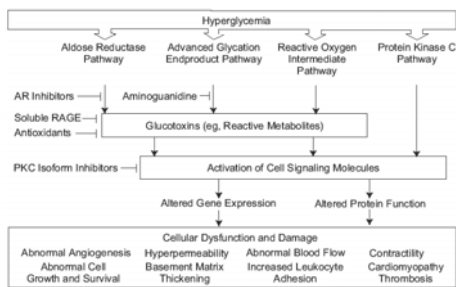 Hyperglycemia
Aldose Reductase
Pathway
Advanced Glycation
Endproduct Pathway
Reactive Oxygen
Intermediate
Pathway
Protein Kinase C
Pathway
AR Inhibitors
Aminoguanidine
Soluble RAGE
Antioxidants
Glucotoxins (eg, Reactive Metabolites)
PKC Isoform Inhibitors
Activation of Cell Signaling Molecules
Altered Gene Expression
Altered Protein Function
Cellular Dysfunction and Damage
Abnormal Angiogenesis
Abnormal Cell
Growth and Survival
Hyperpermeability
Basement Matrix
Thickening
Abnormal Blood Flow
Increased Leukocyte
Adhesion
Contractility
Cardiomyopathy
Thrombosis